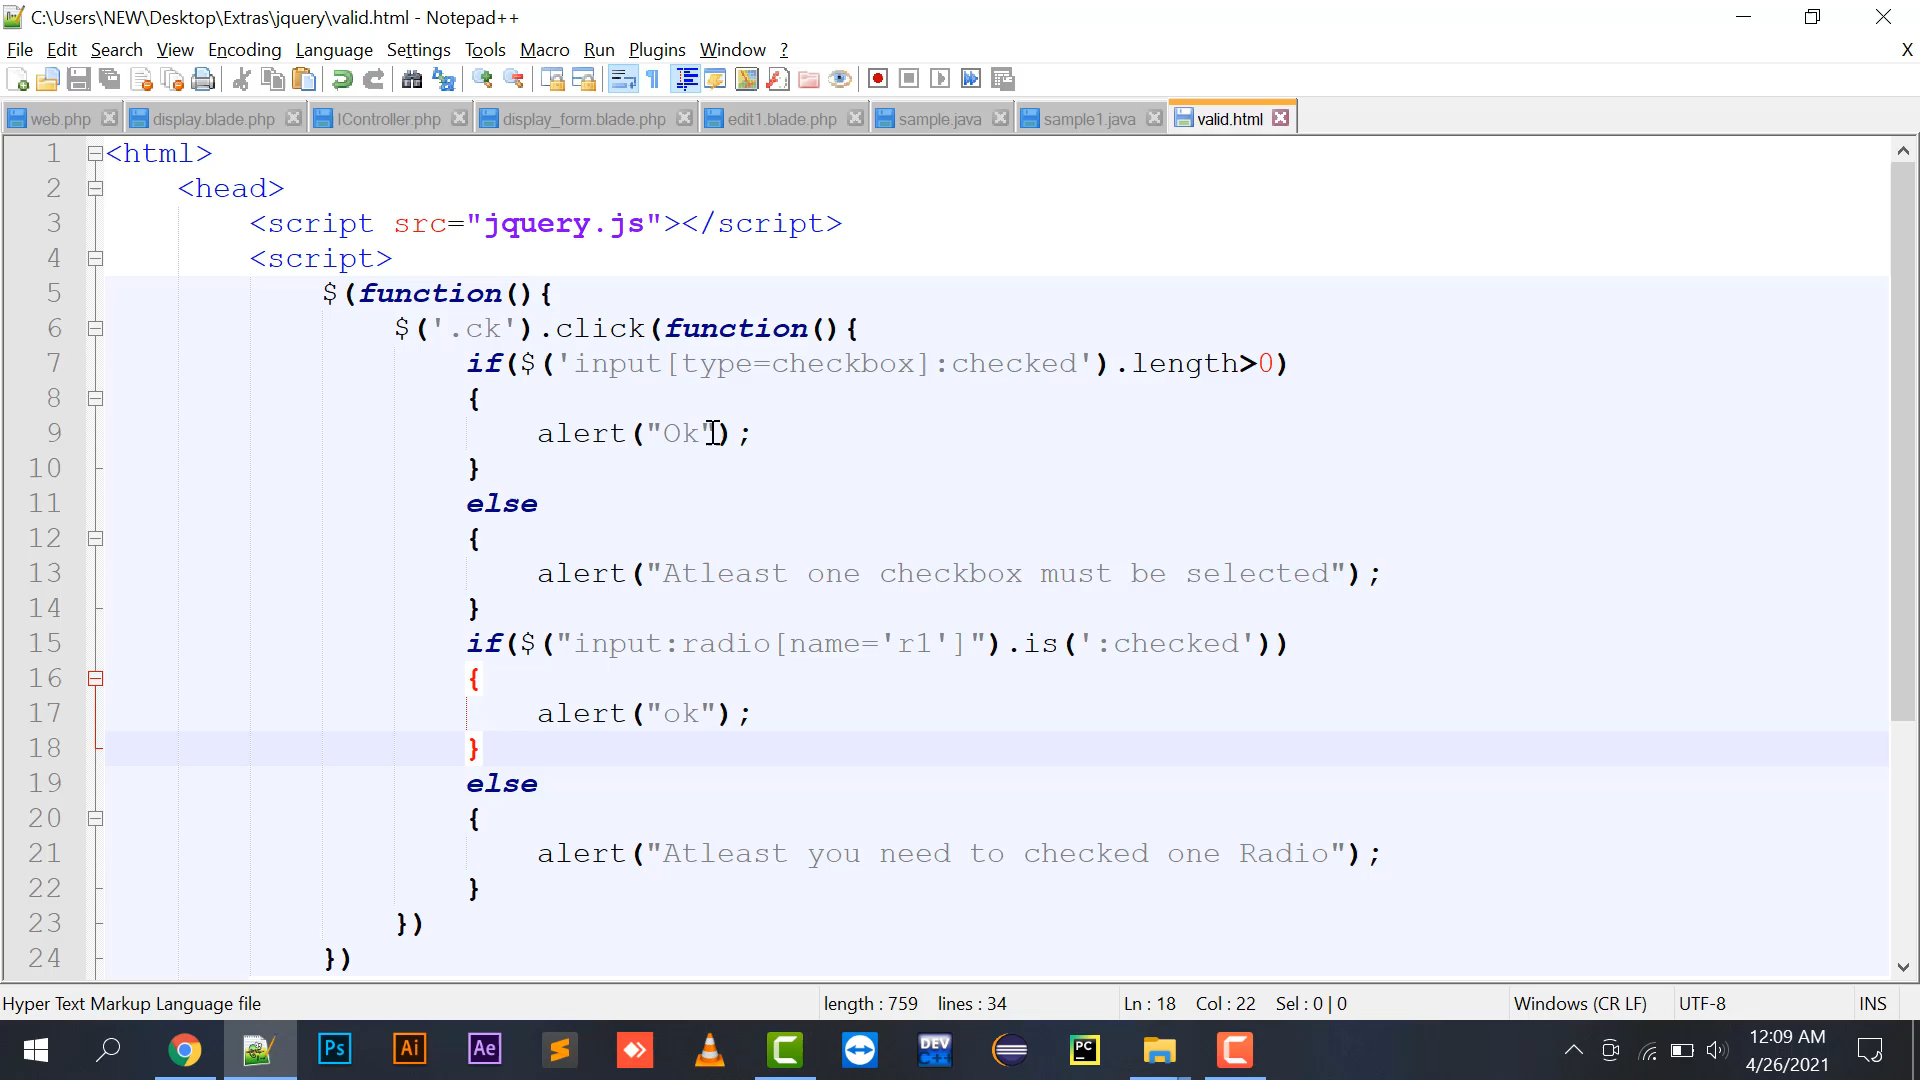 C:\Users\NEW\Desktop\Extras\jquery\valid.html - Notepad++
File Edit Search View Encoding Language Settings Tools Macro Run Plugins Window ? X
web.php display.blade.php IController.php display_form.blade.php edit1.blade.php sample.java sample1.java valid.html
1 <html>
2 <head>
3 <script src="jquery.js"></script>
4 <script>
5 $(function(){
6 $('.ck').click(function(){
7 if($('input[type=checkbox]:checked').length>0)
8 {
9 alert("Ok");
10 }
11 else
12 {
13 alert("Atleast one checkbox must be selected");
14 }
15 if($("input:radio[name='r1']").is(':checked'))
16 {
17 alert("ok");
18 }
19 else
20 {
21 alert("Atleast you need to checked one Radio");
22 }
23 })
24 })
Hyper Text Markup Language file length : 759 lines : 34 Ln : 18 Col : 22 Sel : 0 | 0 Windows (CR LF) UTF-8 INS
Ps Ai Ae DEV C++ PC
12:09 AM
4/26/2021